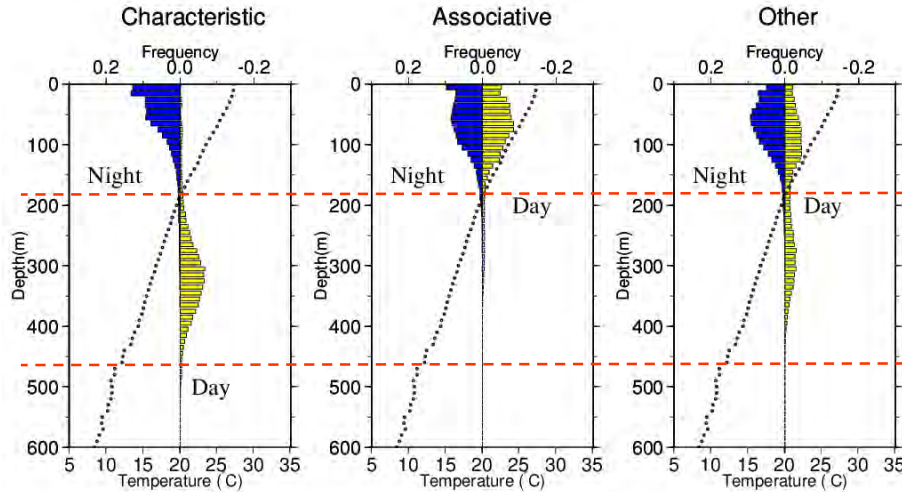 Characteristic Associative Other
Frequency Frequency Frequency
0.2 0.0 -0.2 0.2 0.0 -0.2 0.2 0.0 -0.2
0 0 0
100 100 100
Night Night Night
200 200 200
Day Day
Depth(m) Depth(m) Depth(m)
300 300 300
400 400 400
Day
500 500 500
600 600 600
5 10 15 20 25 30 35 5 10 15 20 25 30 35 5 10 15 20 25 30 35
Temperature ( C) Temperature ( C) Temperature ( C)